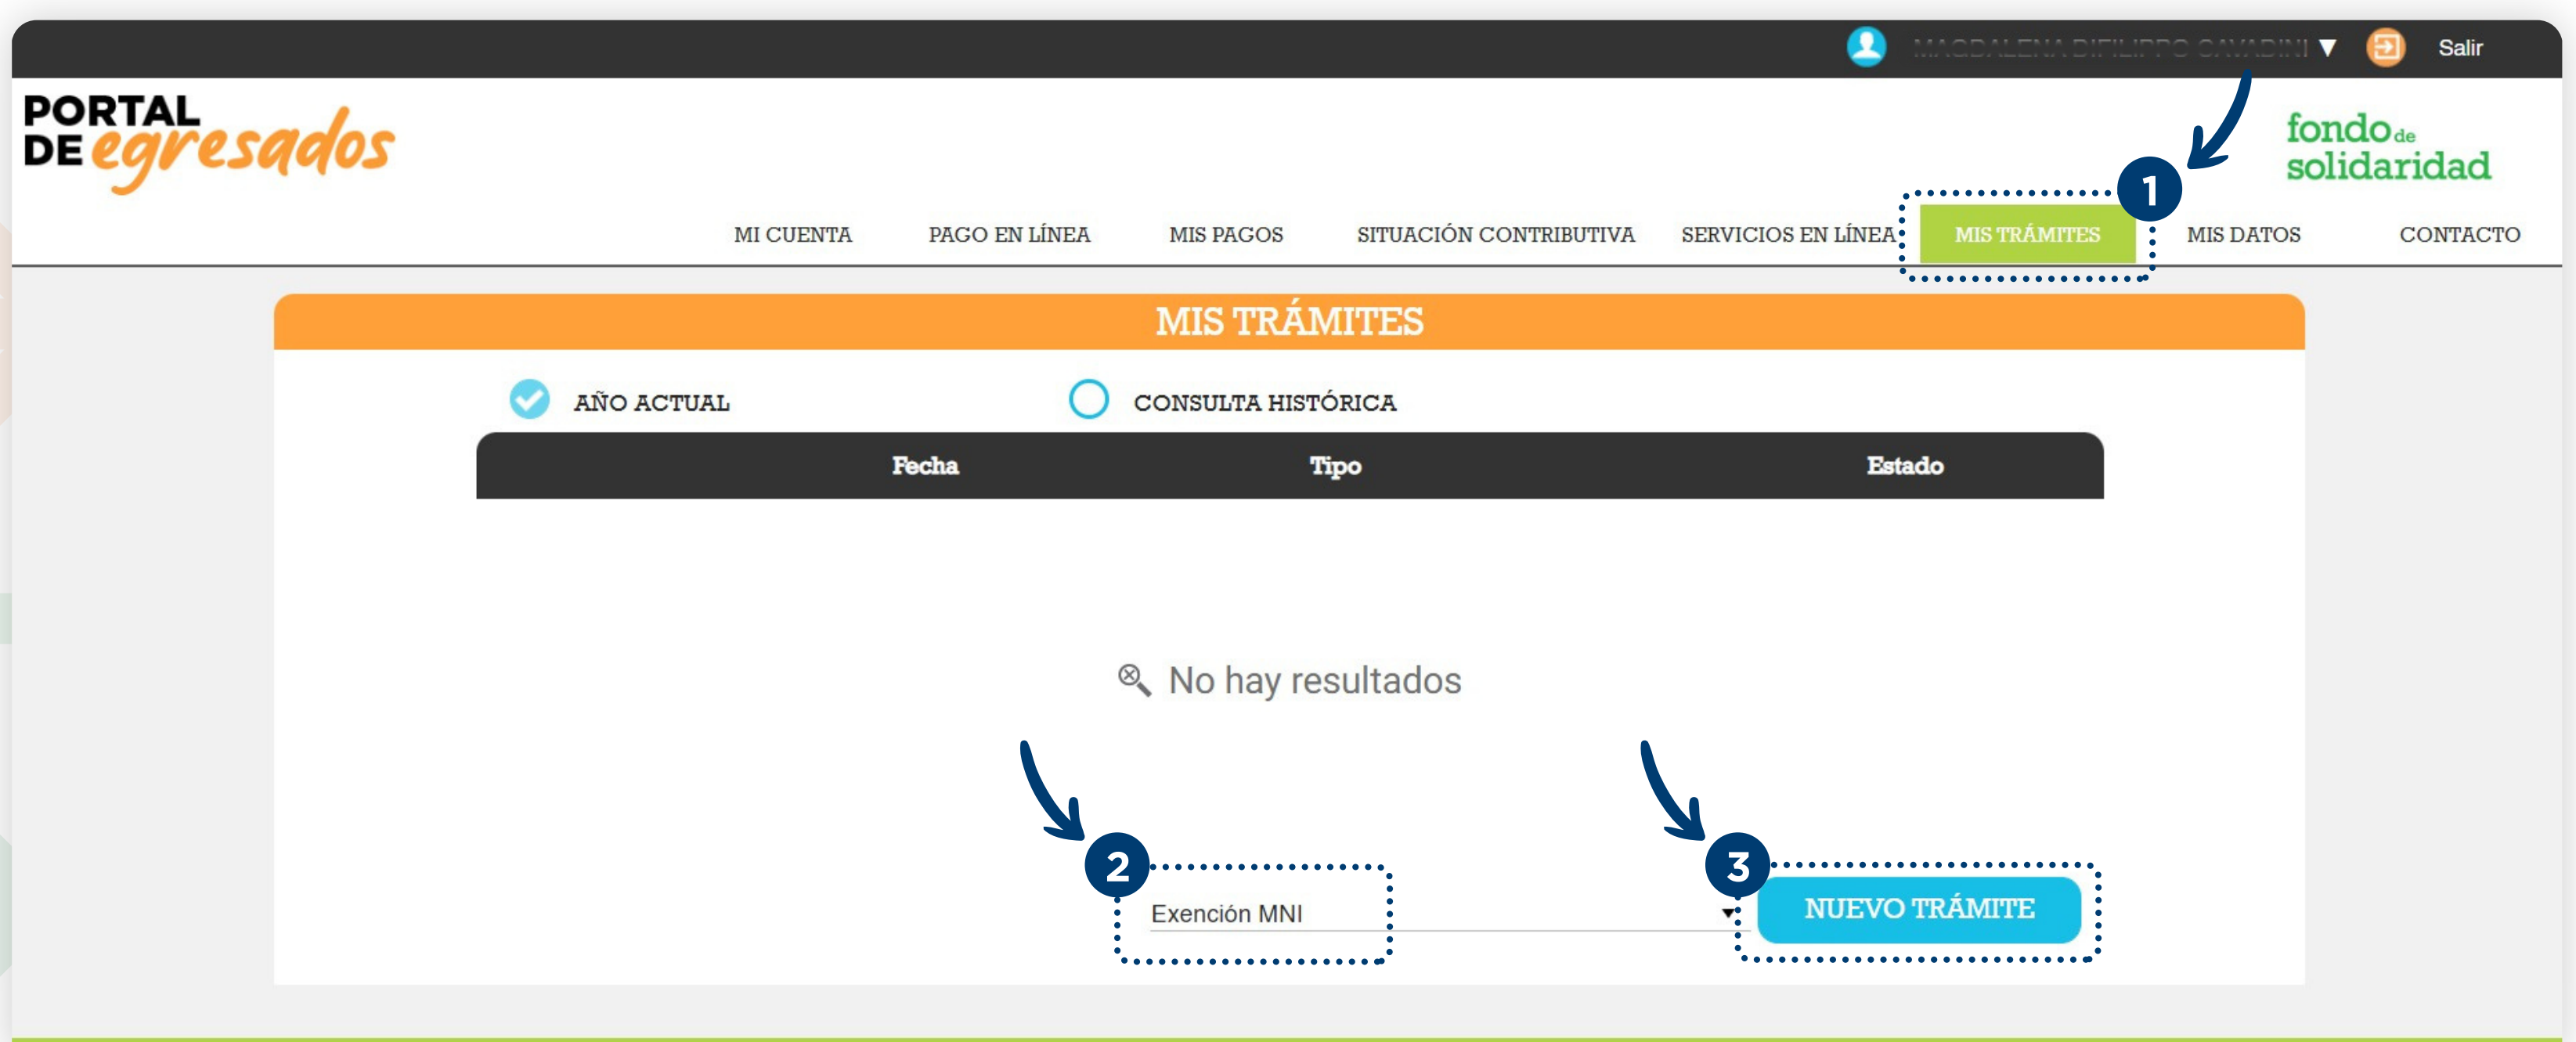 Salir
PORTAL
DE egresados
fondo de
solidaridad
1
MI CUENTA PAGO EN LÍNEA MIS PAGOS SITUACIÓN CONTRIBUTIVA SERVICIOS EN LÍNEA MIS TRÁMITES MIS DATOS CONTACTO
MIS TRÁMITES
AÑO ACTUAL CONSULTA HISTÓRICA
Fecha Tipo Estado
No hay resultados
2 3
Exención MNI NUEVO TRÁMITE